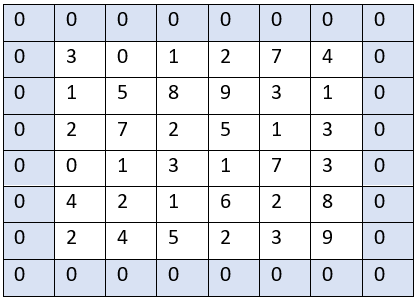 0 0 0 0 0 0 0 0
0 3 0 1 2 7 4 0
0 1 5 8 9 3 1 0
0 2 7 2 5 1 3 0
0 0 1 3 1 7 3 0
0 4 2 1 6 2 8 0
0 2 4 5 2 3 9 0
0 0 0 0 0 0 0 0